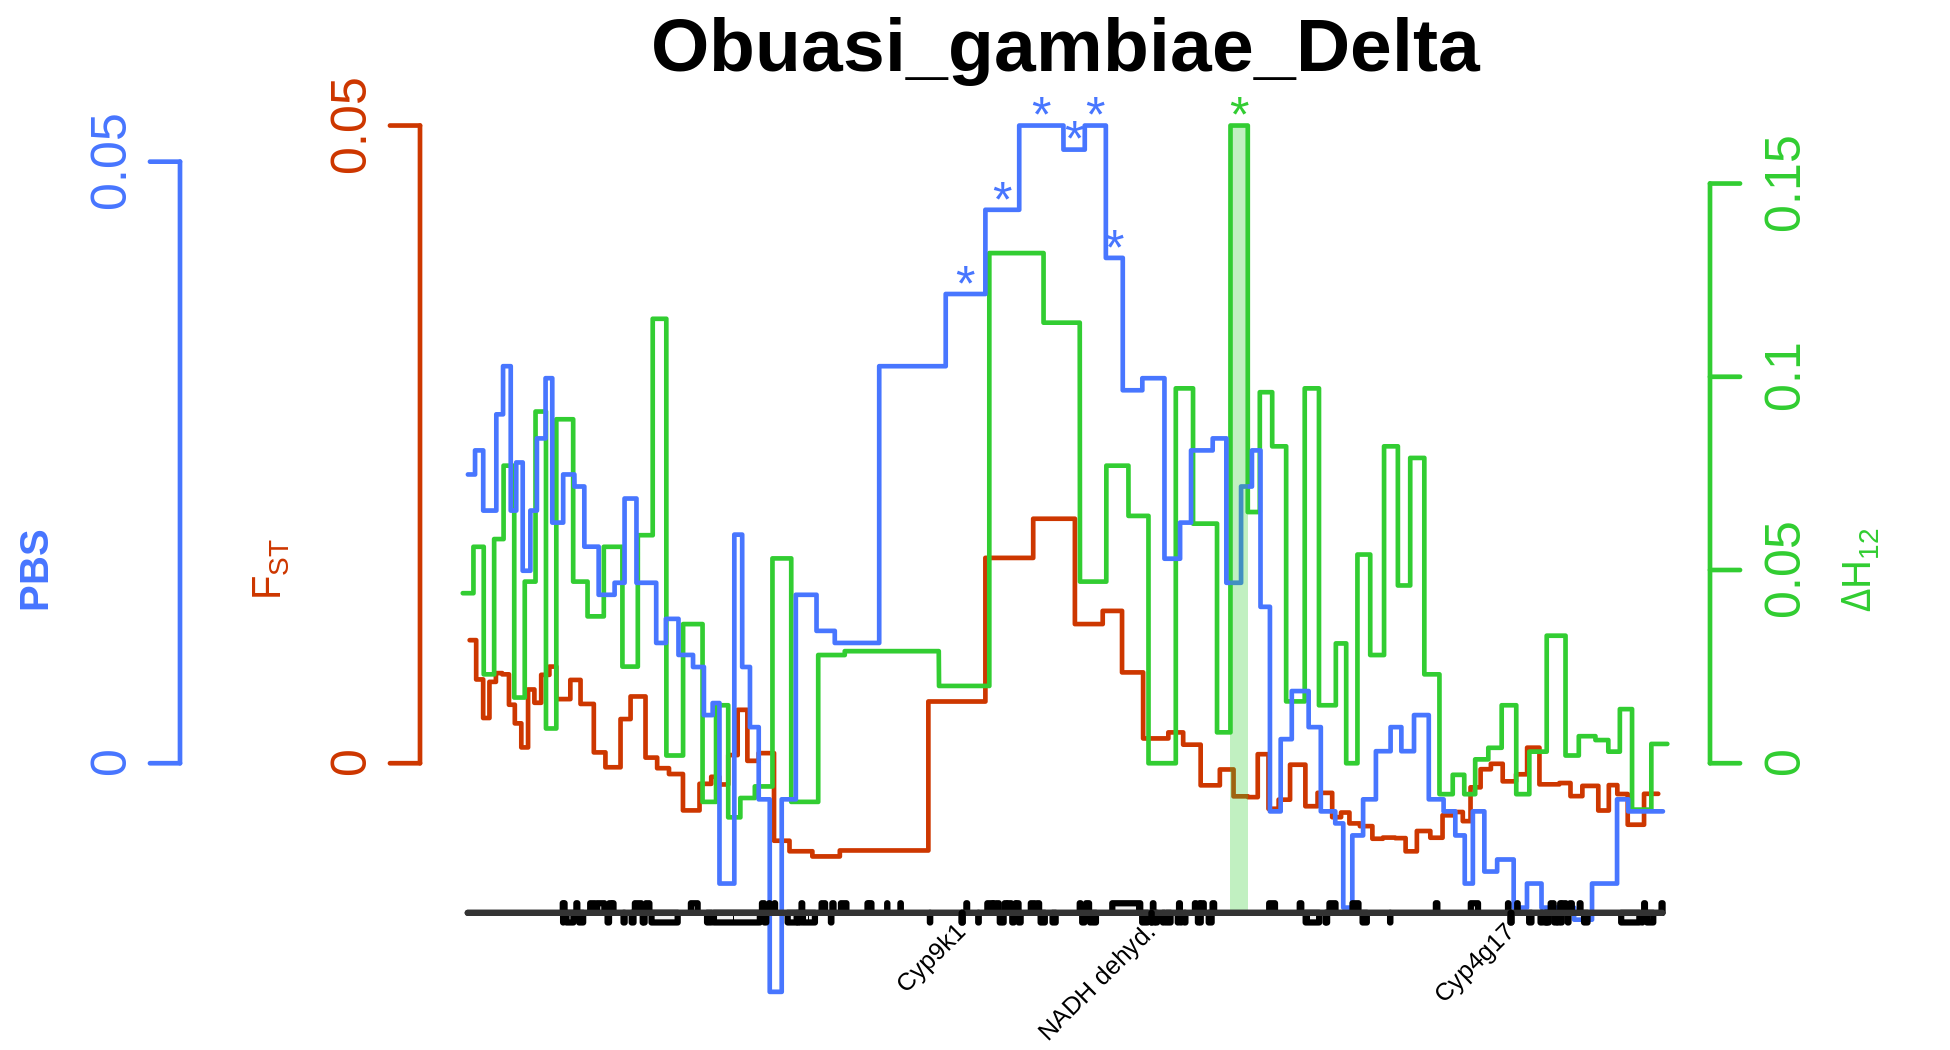 Obuasi_gambiae_Delta
PBS
0.05
0
FST
0.05
0
*
*
*
*
*
*
*
0.15
0.1
0.05
0
ΔH12
Cyp9k1
NADH dehyd.
Cyp4g17